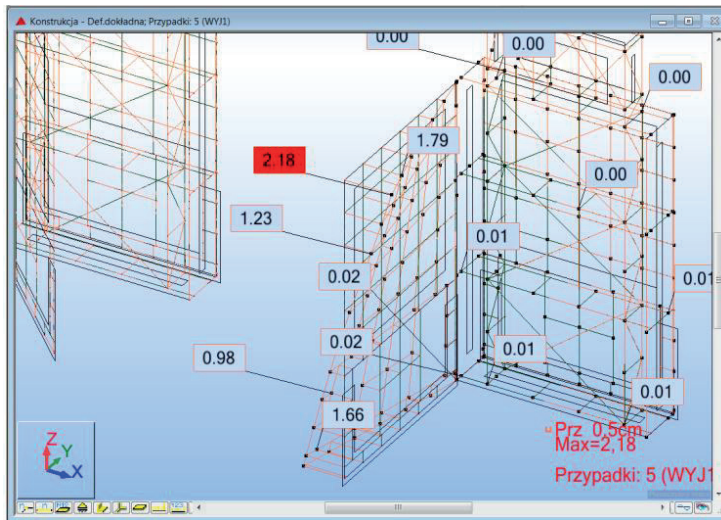 Konstrukcja - Def.dokładna; Przypadki: 5 (WYJ1)
0.00
0.00
0.00
1.79
2.18
0.00
1.23
0.01
0.02
0.01
0.02
0.01
0.98
0.01
1.66
Prz 0,5cm
Max=2,18
Przypadki: 5 (WYJ1
Z
Y
X